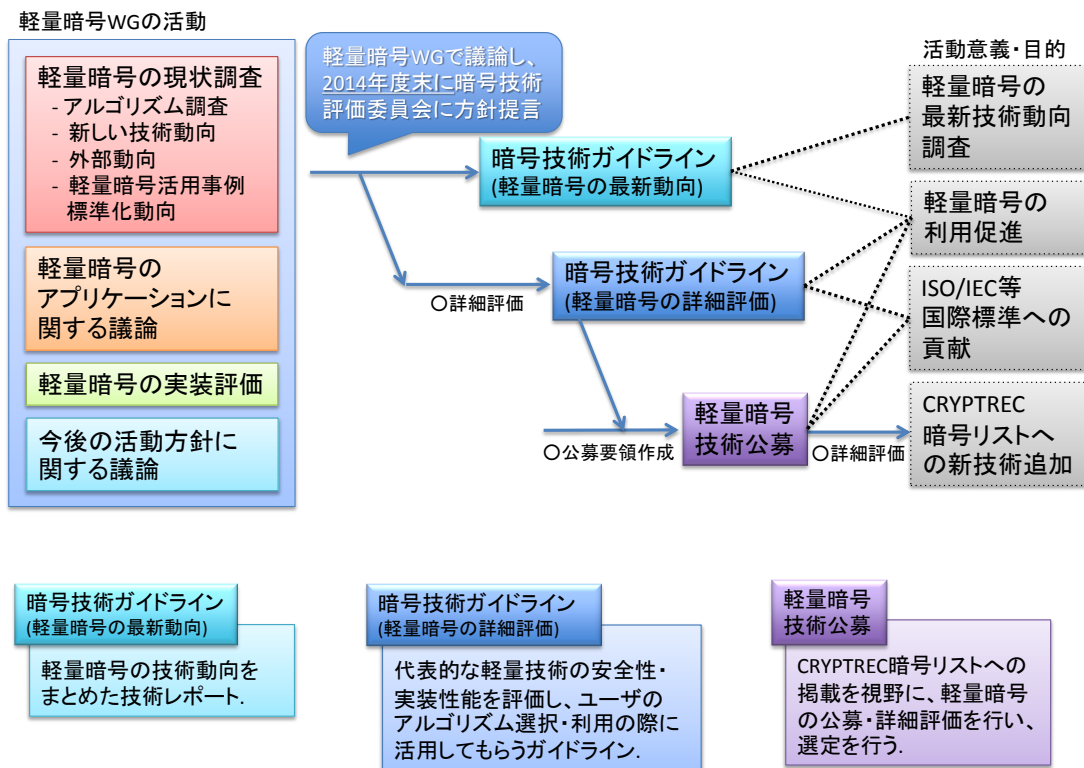 軽量暗号WGの活動
軽量暗号の現状調査
- アルゴリズム調査
- 新しい技術動向
- 外部動向
- 軽量暗号活用事例
標準化動向
軽量暗号の
アプリケーションに
関する議論
軽量暗号の実装評価
今後の活動方針に
関する議論
軽量暗号WGで議論し、
2014年度末に暗号技術
評価委員会に方針提言
暗号技術ガイドライン
(軽量暗号の最新動向)
〇詳細評価
暗号技術ガイドライン
(軽量暗号の詳細評価)
〇公募要領作成
軽量暗号
技術公募
〇詳細評価
活動意義・目的
軽量暗号の
最新技術動向
調査
軽量暗号の
利用促進
ISO/IEC等
国際標準への
貢献
CRYPTREC
暗号リストへ
の新技術追加
暗号技術ガイドライン
(軽量暗号の最新動向)
軽量暗号の技術動向を
まとめた技術レポート.
暗号技術ガイドライン
(軽量暗号の詳細評価)
代表的な軽量技術の安全性・
実装性能を評価し、ユーザの
アルゴリズム選択・利用の際に
活用してもらうガイドライン.
軽量暗号
技術公募
CRYPTREC暗号リストへの
掲載を視野に、軽量暗号
の公募・詳細評価を行い、
選定を行う.